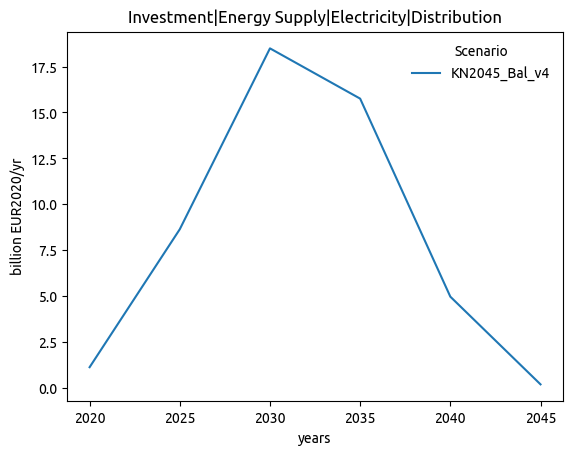 Investment|Energy Supply|Electricity|Distribution
Scenario
KN2045_Bal_v4
billion EUR2020/yr
17.5
15.0
12.5
10.0
7.5
5.0
2.5
0.0
2020 2025 2030 2035 2040 2045
years